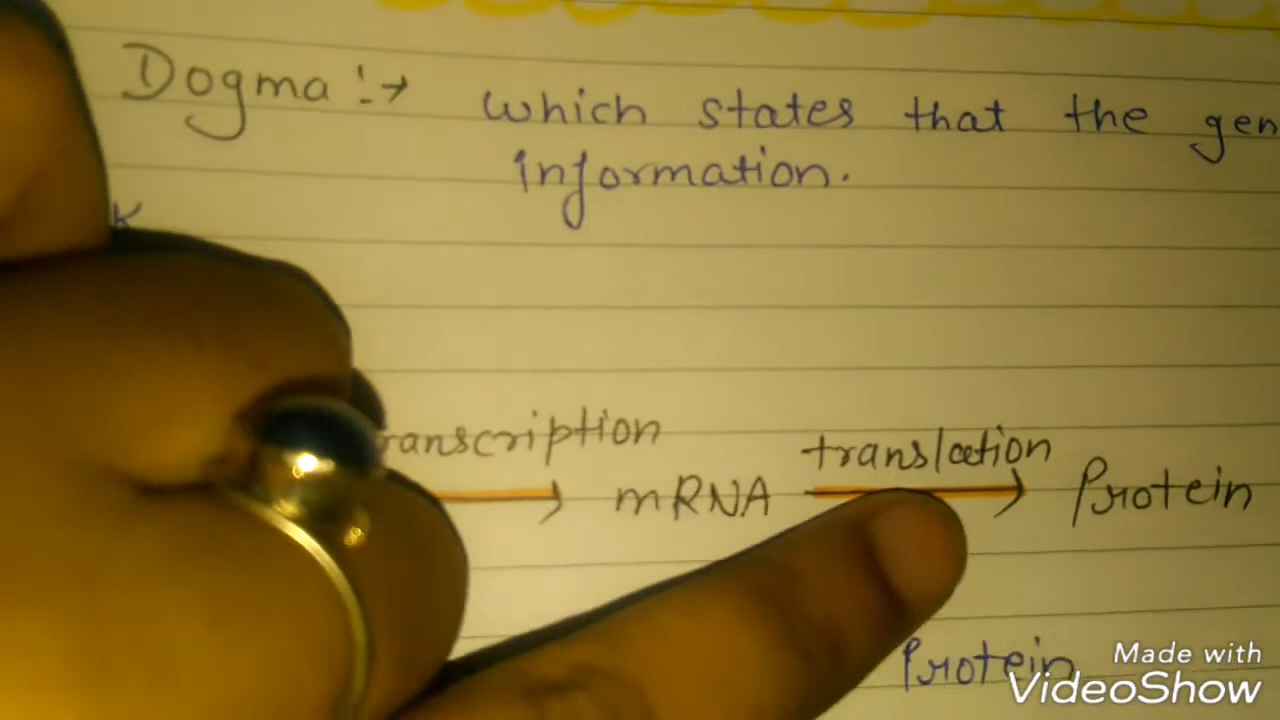 Dogma :→ Which states that the gen
Information.
K
ranscription translation
mRNA → Protein
Protein
Made with
VideoShow